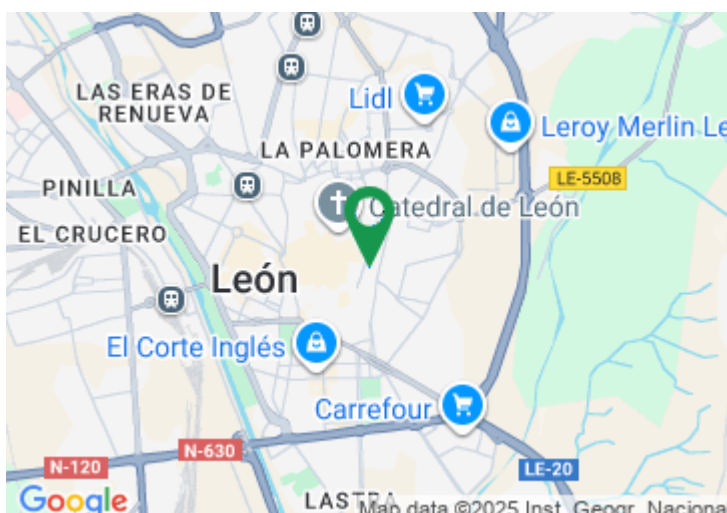 LAS ERAS DE
RENUEVA
Lidl
Leroy Merlin Le
LA PALOMERA
LE-5508
PINILLA
Catedral de León
EL CRUCERO
León
El Corte Inglés
Carrefour
N-630
N-120
LE-20
Google
LASTRA
Map data ©2025 Inst. Geogr. Naciona